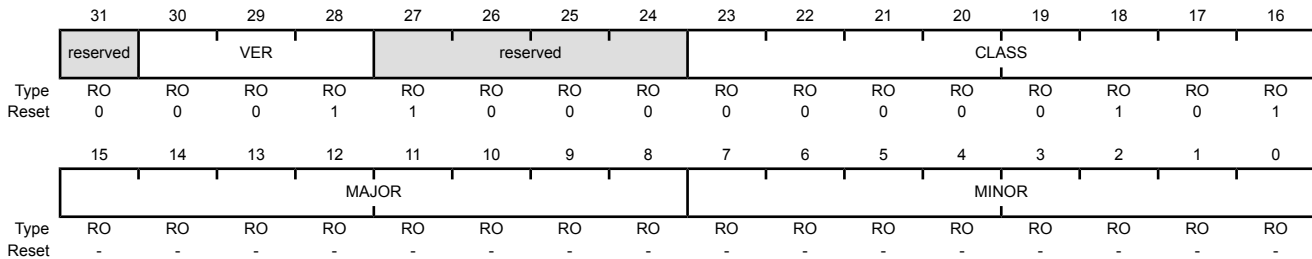 31 30 29 28 27 26 25 24 23 22 21 20 19 18 17 16
reserved VER reserved CLASS
Type RO RO RO RO RO RO RO RO RO RO RO RO RO RO RO RO
Reset 0 0 0 1 1 0 0 0 0 0 0 0 0 1 0 1
15 14 13 12 11 10 9 8 7 6 5 4 3 2 1 0
MAJOR MINOR
Type RO RO RO RO RO RO RO RO RO RO RO RO RO RO RO RO
Reset - - - - - - - - - - - - - - - -